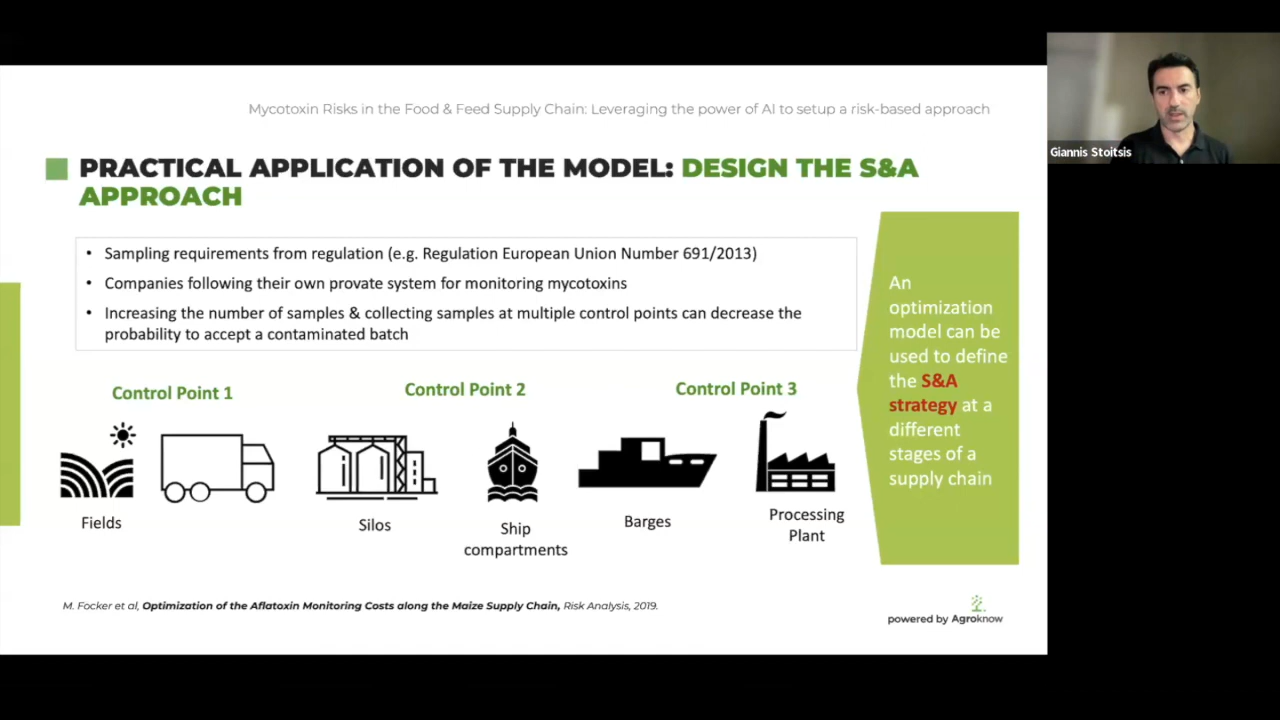 Mycotoxin Risks in the Food & Feed Supply Chain: Leveraging the power of AI to setup a risk-based approach
Giannis Stoitsis
PRACTICAL APPLICATION OF THE MODEL: DESIGN THE S&A
APPROACH
• Sampling requirements from regulation (e.g. Regulation European Union Number 691/2013)
• Companies following their own provate system for monitoring mycotoxins
• Increasing the number of samples & collecting samples at multiple control points can decrease the
probability to accept a contaminated batch
An
optimization
model can be
used to define
the S&A
strategy at a
different
stages of a
supply chain
Control Point 1
Control Point 2
Control Point 3
Fields
Silos
Ship
compartments
Barges
Processing
Plant
M. Focker et al, Optimization of the Aflatoxin Monitoring Costs along the Maize Supply Chain, Risk Analysis, 2019.
powered by Agroknow